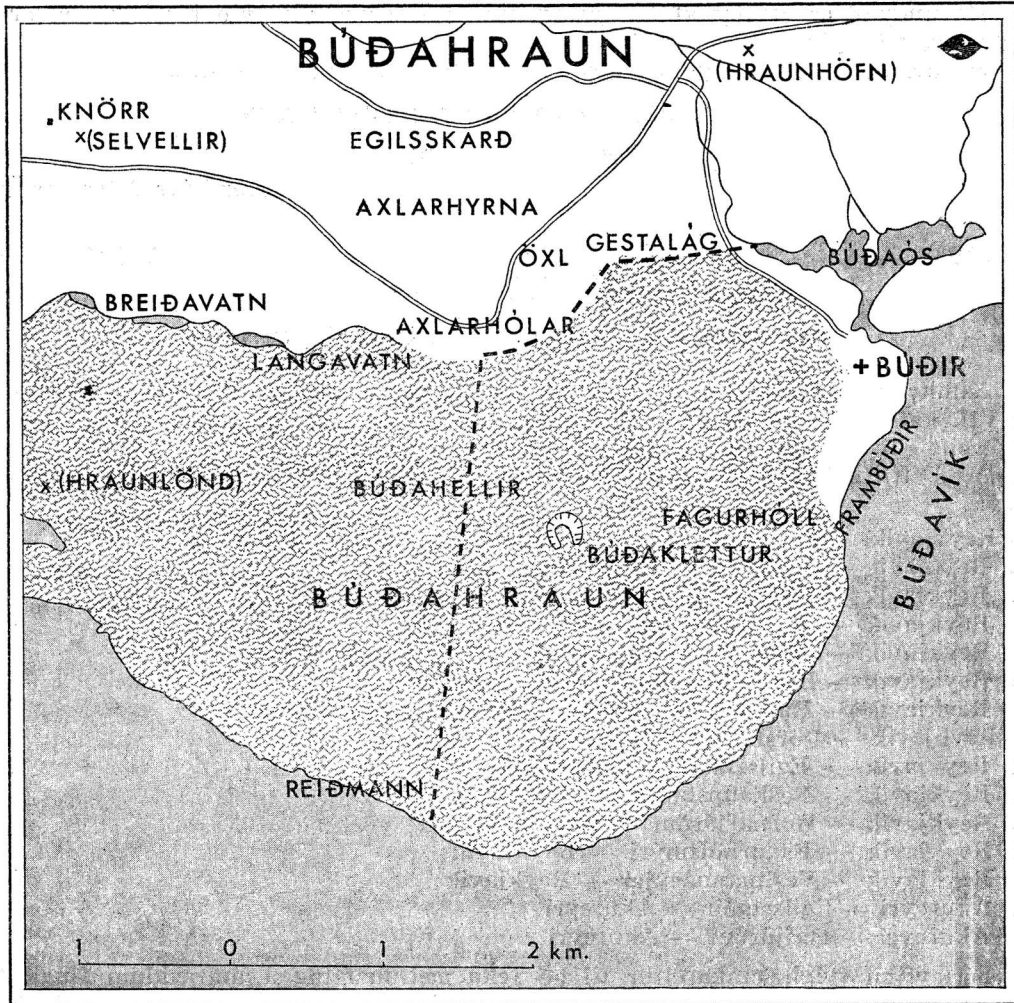 BÚÐAHRAUN
(HRAUNHÖFN)
KNÖRR
(SELVELLIR)
EGILSSKARÐ
AXLARHYRNA
ÖXL
GESTALÁG
BÚÐAÓS
BREIÐAVATN
AXLARHÓLAR
LANGAVATN
BÚÐIR
(HRAUNLÖND)
BÚÐAHELLIR
FRAMBÚÐIR
FAGURHÓLL
BÚÐAKLETTUR
BÚÐAVÍK
BÚÐAHRAUN
REIÐMANN
1 0 1 2 km.